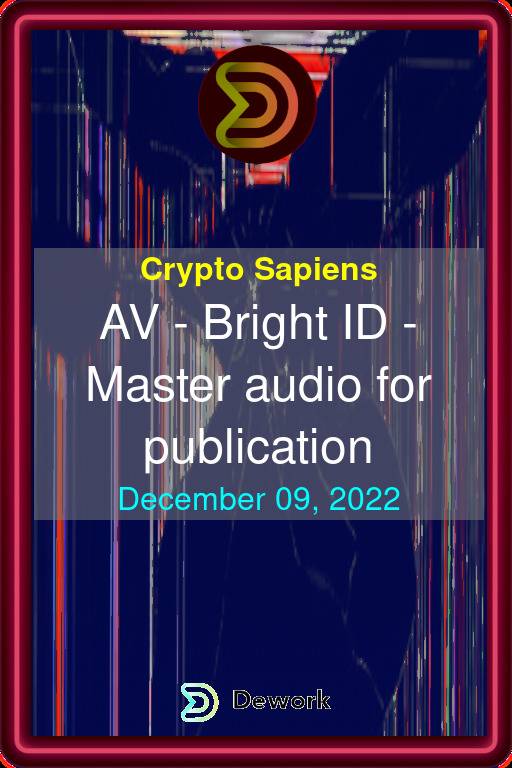 Crypto Sapiens
AV - Bright ID -
Master audio for
publication
December 09, 2022
Dework